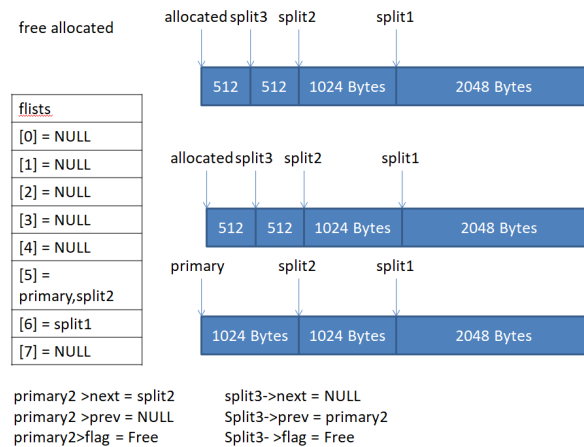 free allocated
allocated split3 split2 split1
512 512 1024 Bytes 2048 Bytes
flists
[0] = NULL
[1] = NULL
[2] = NULL
[3] = NULL
[4] = NULL
[5] =
primary,split2
[6] = split1
[7] = NULL
allocated split3 split2 split1
512 512 1024 Bytes 2048 Bytes
primary split2 split1
1024 Bytes 1024 Bytes 2048 Bytes
primary2 >next = split2
primary2 >prev = NULL
primary2>flag = Free
split3->next = NULL
Split3->prev = primary2
Split3- >flag = Free